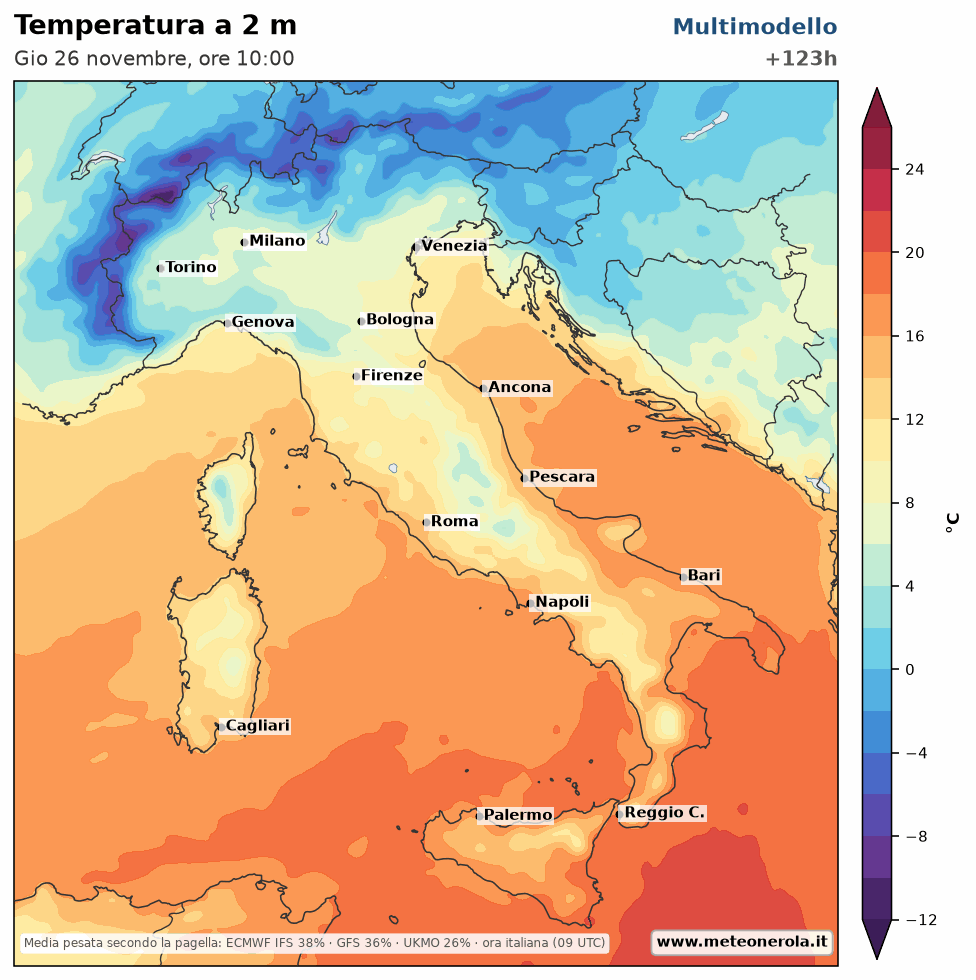 Temperatura a 2 m
Multimodello
Gio 26 novembre, ore 10:00
+123h
Milano
Venezia
Torino
Genova
Bologna
Firenze
Ancona
Pescara
Roma
Bari
Napoli
Cagliari
Palermo
Reggio C.
24
20
16
12
8
4
0
−4
−8
−12
°C
Media pesata secondo la pagella: ECMWF IFS 38% · GFS 36% · UKMO 26% · ora italiana (09 UTC)
www.meteonerola.it